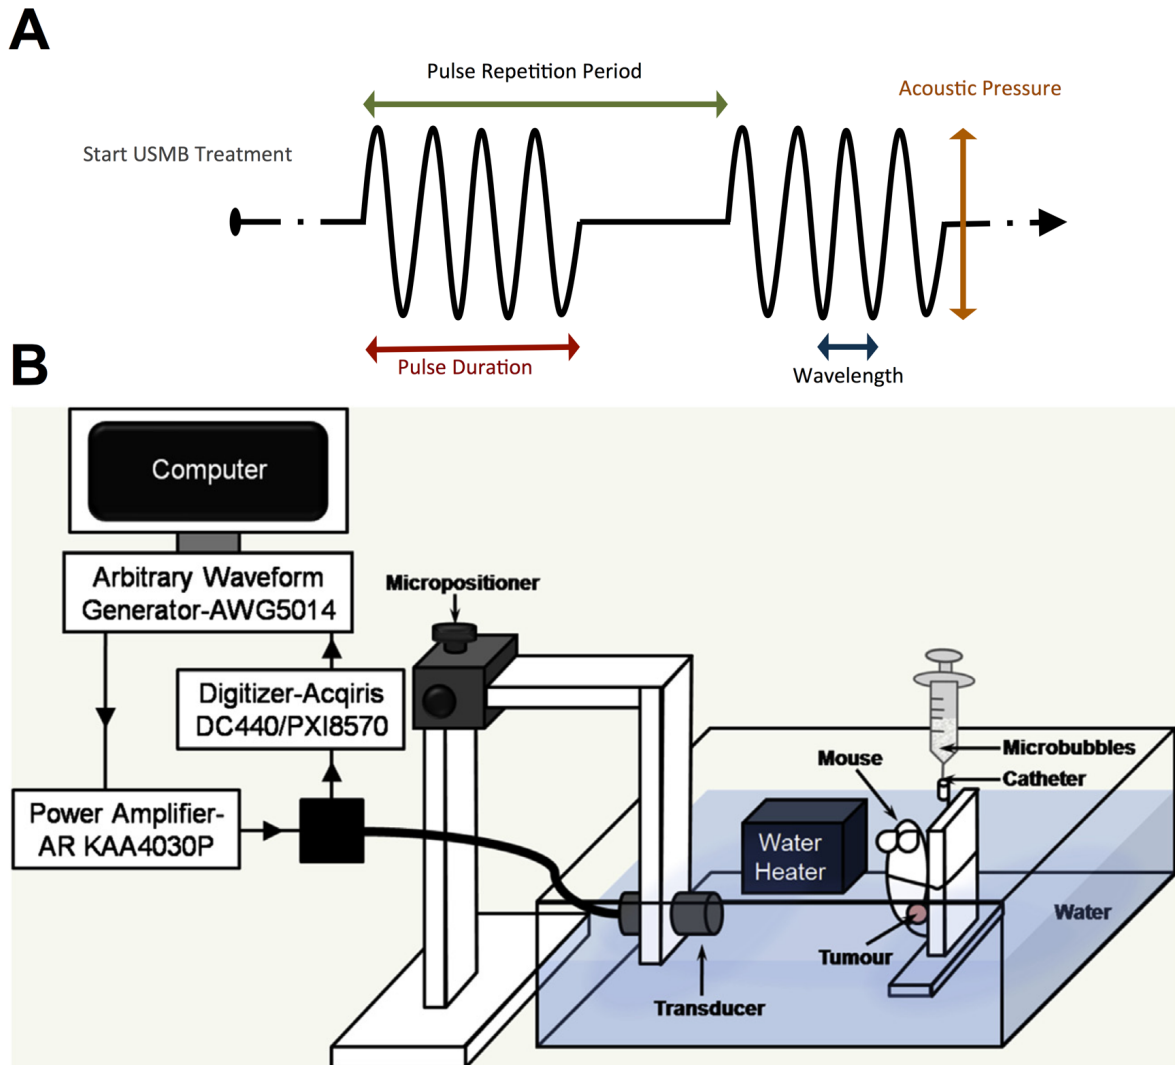 A
Pulse Repetition Period
Acoustic Pressure
Start USMB Treatment
Pulse Duration
Wavelength
B
Computer
Arbitrary Waveform
Generator-AWG5014
Micropositioner
Digitizer-Acqiris
DC440/PXI8570
Microbubbles
Mouse
Catheter
Power Amplifier-
AR KAA4030P
Water
Heater
Water
Tumour
Transducer